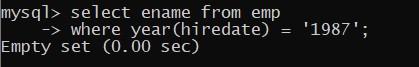 mysql> select ename from emp
    -> where year(hiredate) = '1987';
Empty set (0.00 sec)